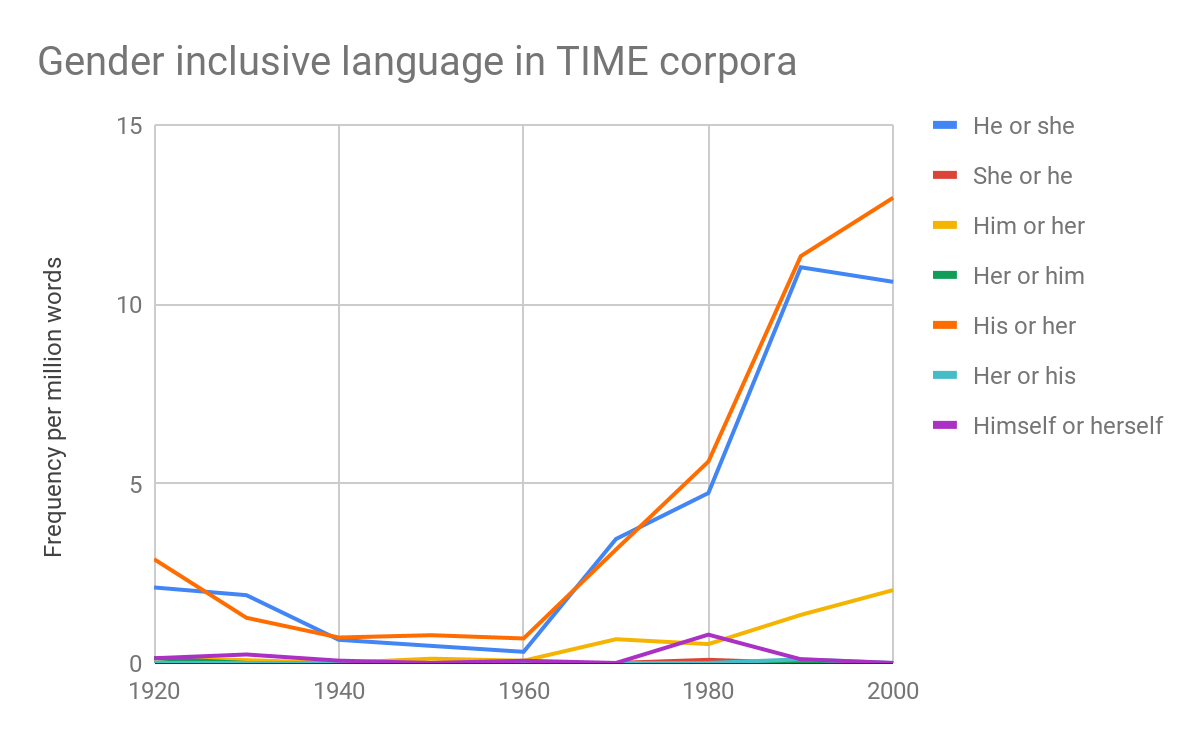 Gender inclusive language in TIME corpora
Frequency per million words
15
10
5
0
1920
1940
1960
1980
2000
He or she
She or he
Him or her
Her or him
His or her
Her or his
Himself or herself